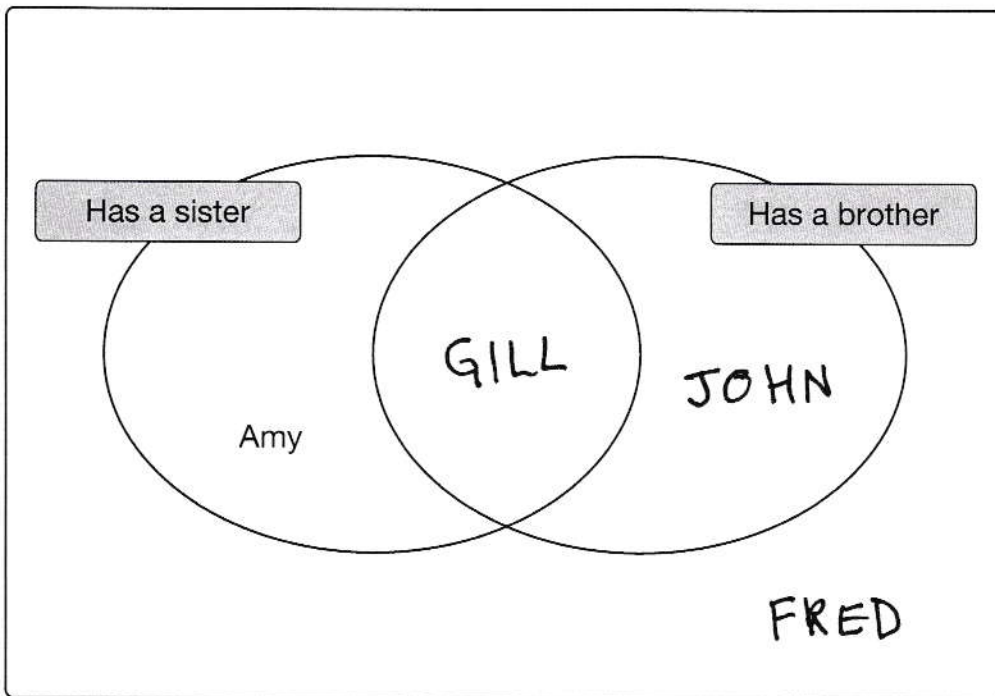 Has a sister
Has a brother
GILL
JOHN
Amy
FRED